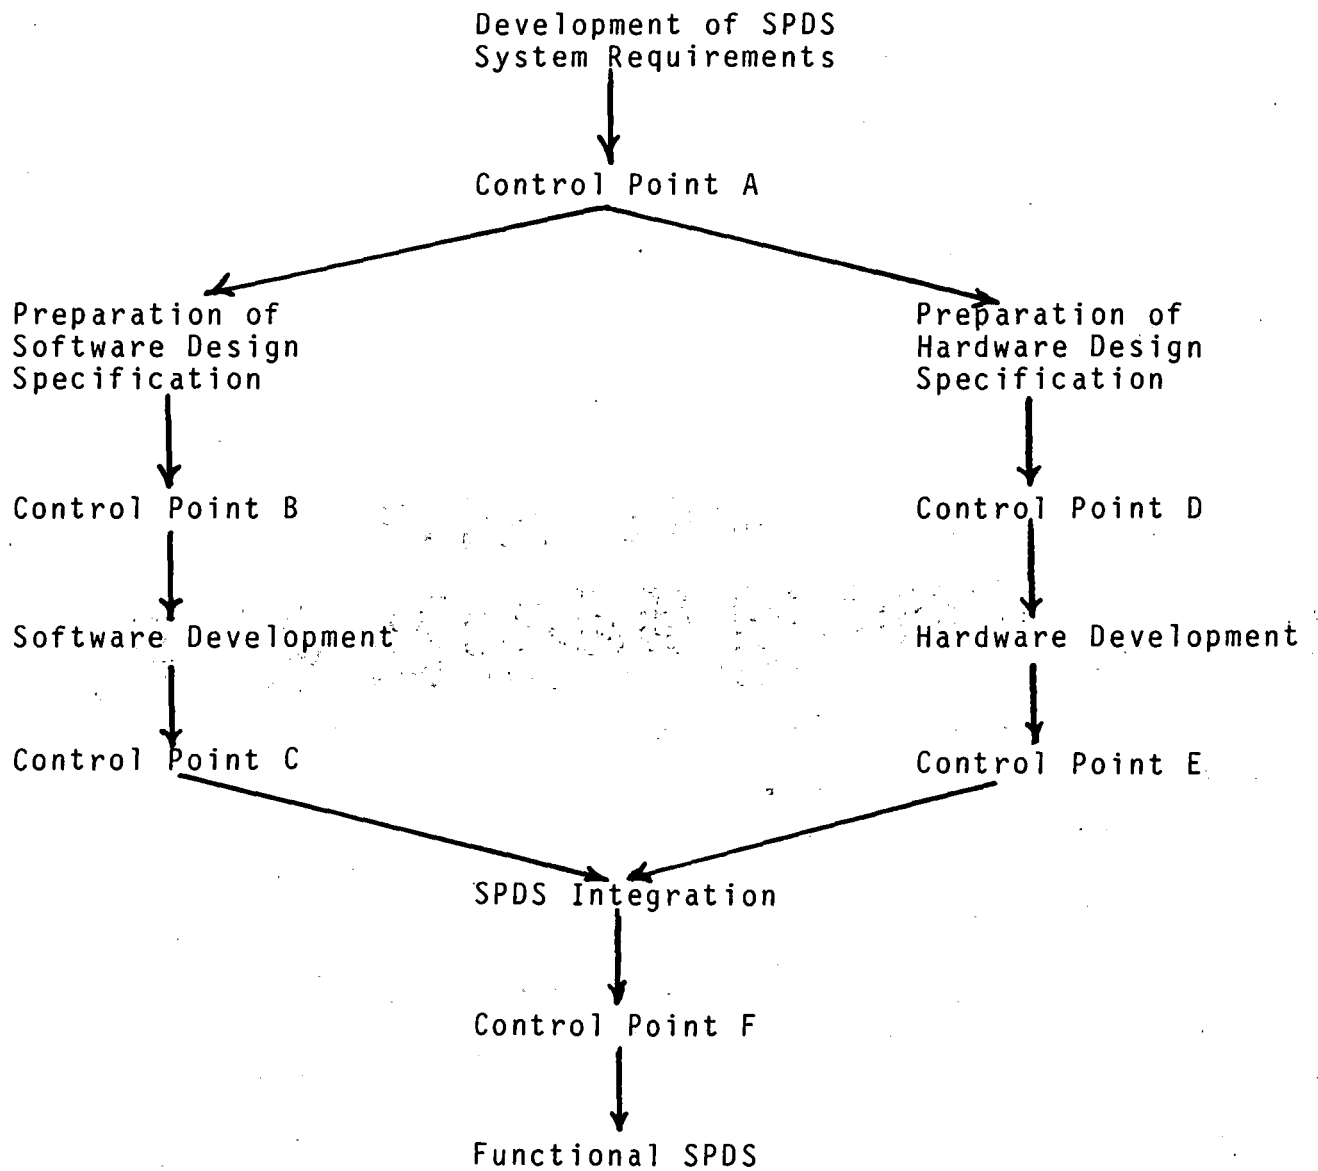 Development of SPDS
System Requirements
Control Point A
Preparation of
Software Design
Specification
Preparation of
Hardware Design
Specification
Control Point B
Control Point D
Software Development
Hardware Development
Control Point C
Control Point E
SPDS Integration
Control Point F
Functional SPDS